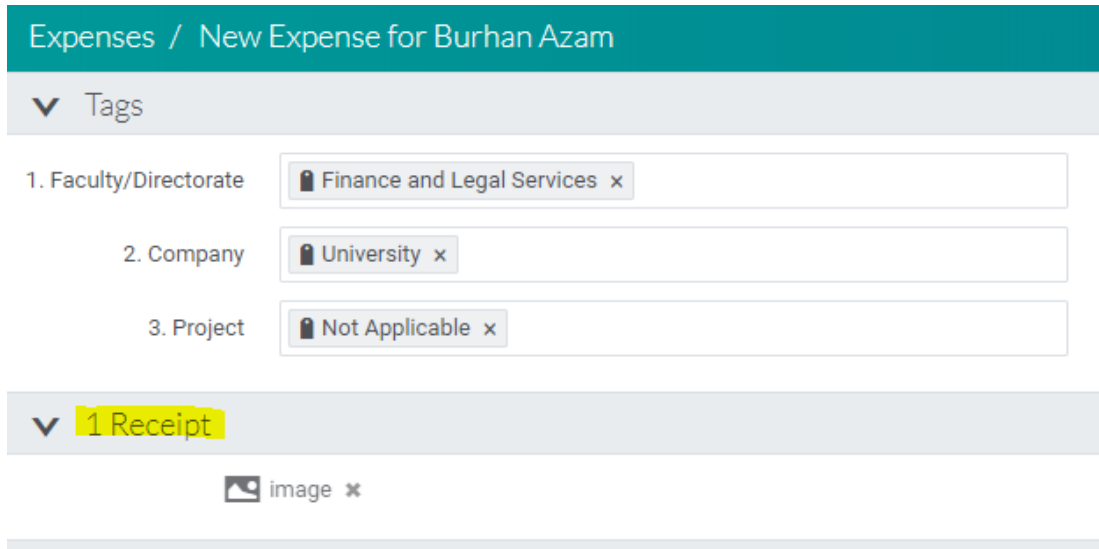 Expenses / New Expense for Burhan Azam
Tags
1. Faculty/Directorate Finance and Legal Services ×
2. Company University ×
3. Project Not Applicable ×
1 Receipt
image ×